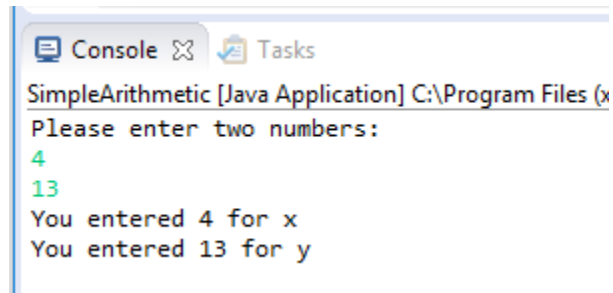 Console Tasks
SimpleArithmetic [Java Application] C:\Program Files (x
Please enter two numbers:
4
13
You entered 4 for x
You entered 13 for y